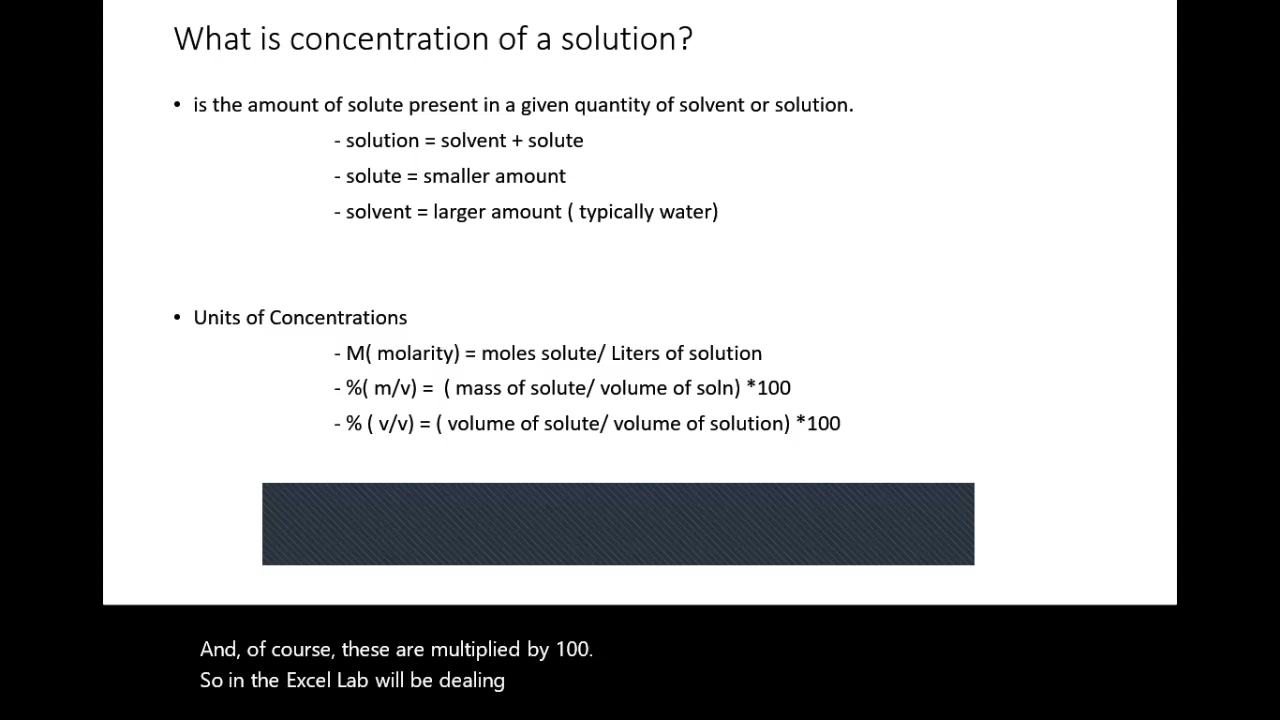 What is concentration of a solution?
• is the amount of solute present in a given quantity of solvent or solution.
- solution = solvent + solute
- solute = smaller amount
- solvent = larger amount ( typically water)
• Units of Concentrations
- M( molarity) = moles solute/ Liters of solution
- %( m/v) = ( mass of solute/ volume of soln) *100
- % ( v/v) = ( volume of solute/ volume of solution) *100
And, of course, these are multiplied by 100.
So in the Excel Lab will be dealing